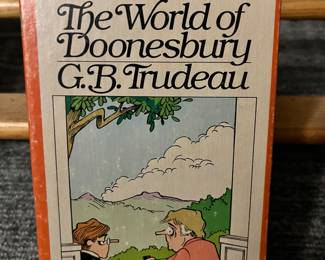 The World of
Doonesbury
G.B. Trudeau